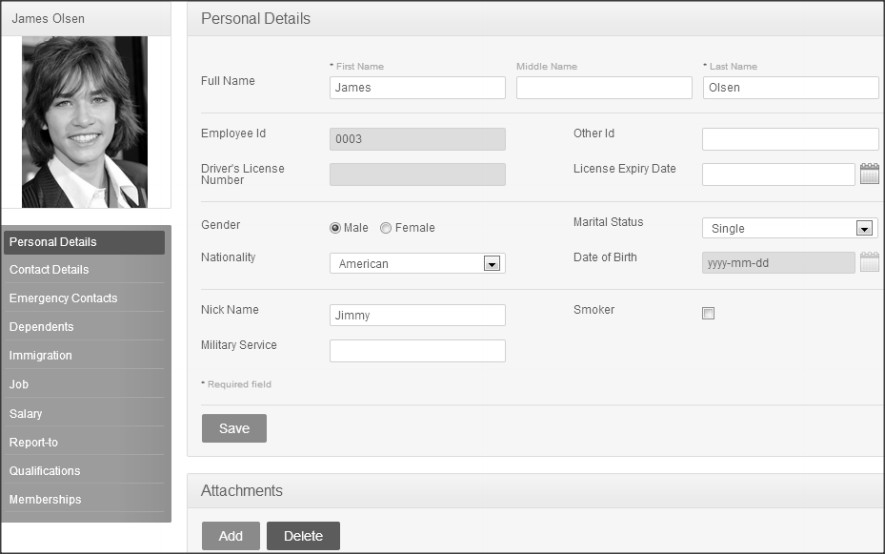 James Olsen
Personal Details
Contact Details
Emergency Contacts
Dependents
Immigration
Job
Salary
Report-to
Qualifications
Memberships
Personal Details
* First Name Middle Name * Last Name
Full Name James Olsen
Employee Id 0003 Other Id
Driver's License
Number
License Expiry Date
Gender Male Female Marital Status Single
Nationality American Date of Birth yyyy-mm-dd
Nick Name Jimmy Smoker
Military Service
* Required field
Save
Attachments
Add Delete